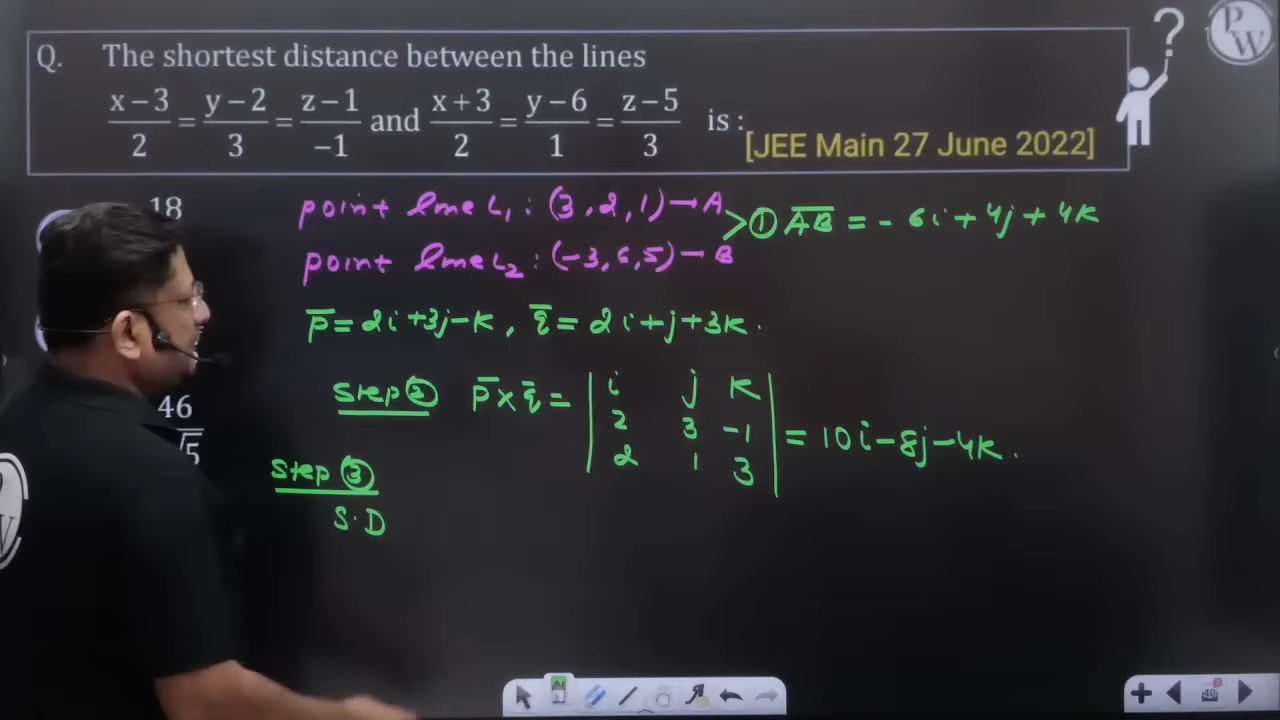 Q. The shortest distance between the lines
x−3/2 = y−2/3 = z−1/−1 and x+3/2 = y−6/1 = z−5/3 is :
[JEE Main 27 June 2022]
PW
?
18
point line L₁ : (3, 2, 1) → A
> ① A̅B̅ = - 6i + 4j + 4k
point line L₂ : (-3, 6, 5) → B
p̅ = 2i + 3j - k , q̅ = 2i + j + 3k .
Step ② p̅ x q̅ = | i j k |
| 2 3 -1 | = 10i - 8j - 4k .
| 2 1 3 |
46
√5
Step ③
S.D